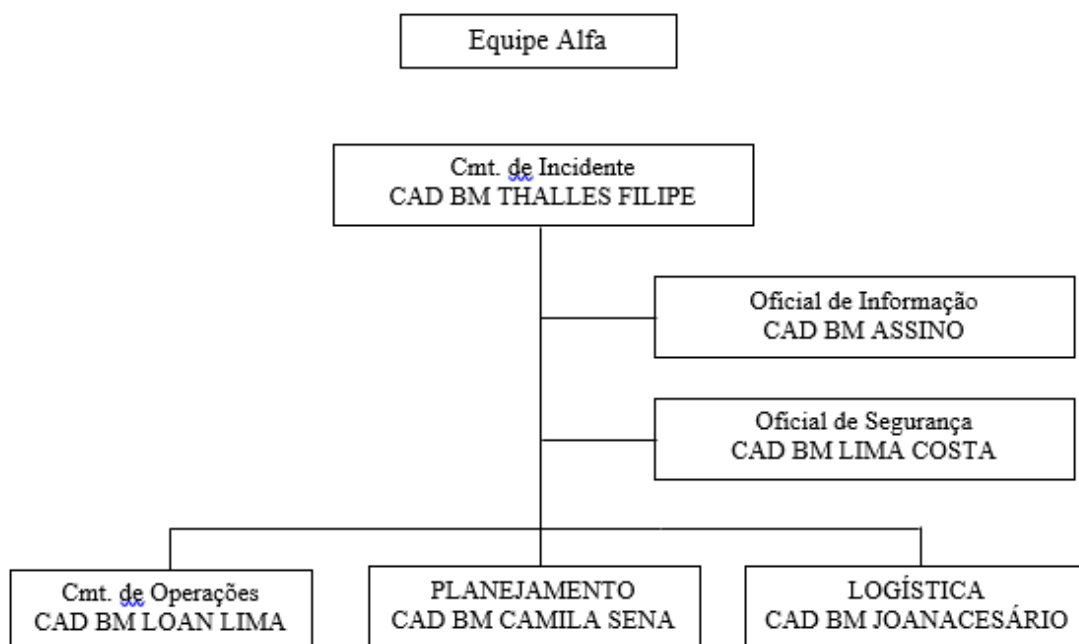 Equipe Alfa
Cmt. de Incidente
CAD BM THALLES FILIPE
Oficial de Informação
CAD BM ASSINO
Oficial de Segurança
CAD BM LIMA COSTA
Cmt. de Operações
CAD BM LOAN LIMA
PLANEJAMENTO
CAD BM CAMILA SENA
LOGÍSTICA
CAD BM JOANACESÁRIO